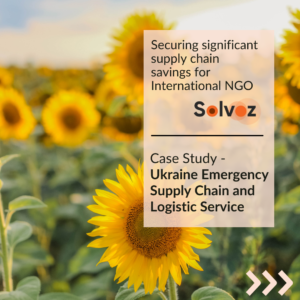 Securing significant
supply chain
savings for
International NGO
Solvoz
Case Study -
Ukraine Emergency
Supply Chain and
Logistic Service